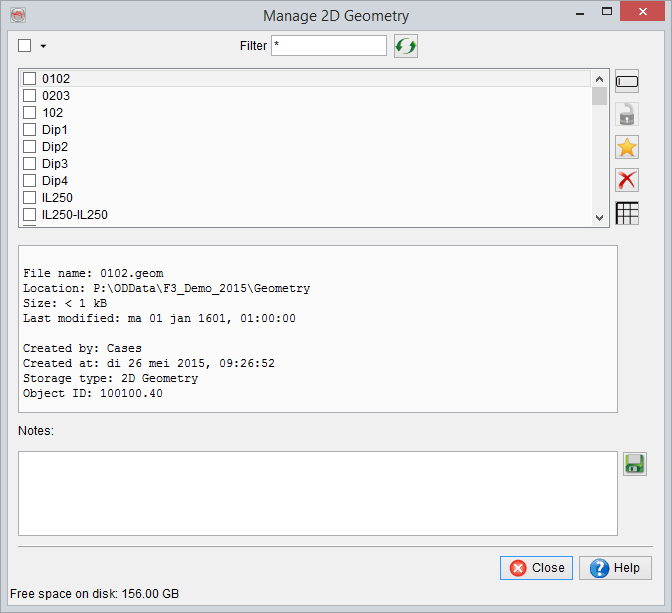 Manage 2D Geometry
Filter *
0102
0203
102
Dip1
Dip2
Dip3
Dip4
IL250
IL250-IL250
File name: 0102.geom
Location: P:\ODData\F3_Demo_2015\Geometry
Size: < 1 kB
Last modified: ma 01 jan 1601, 01:00:00
Created by: Cases
Created at: di 26 mei 2015, 09:26:52
Storage type: 2D Geometry
Object ID: 100100.40
Notes:
Close Help
Free space on disk: 156.00 GB